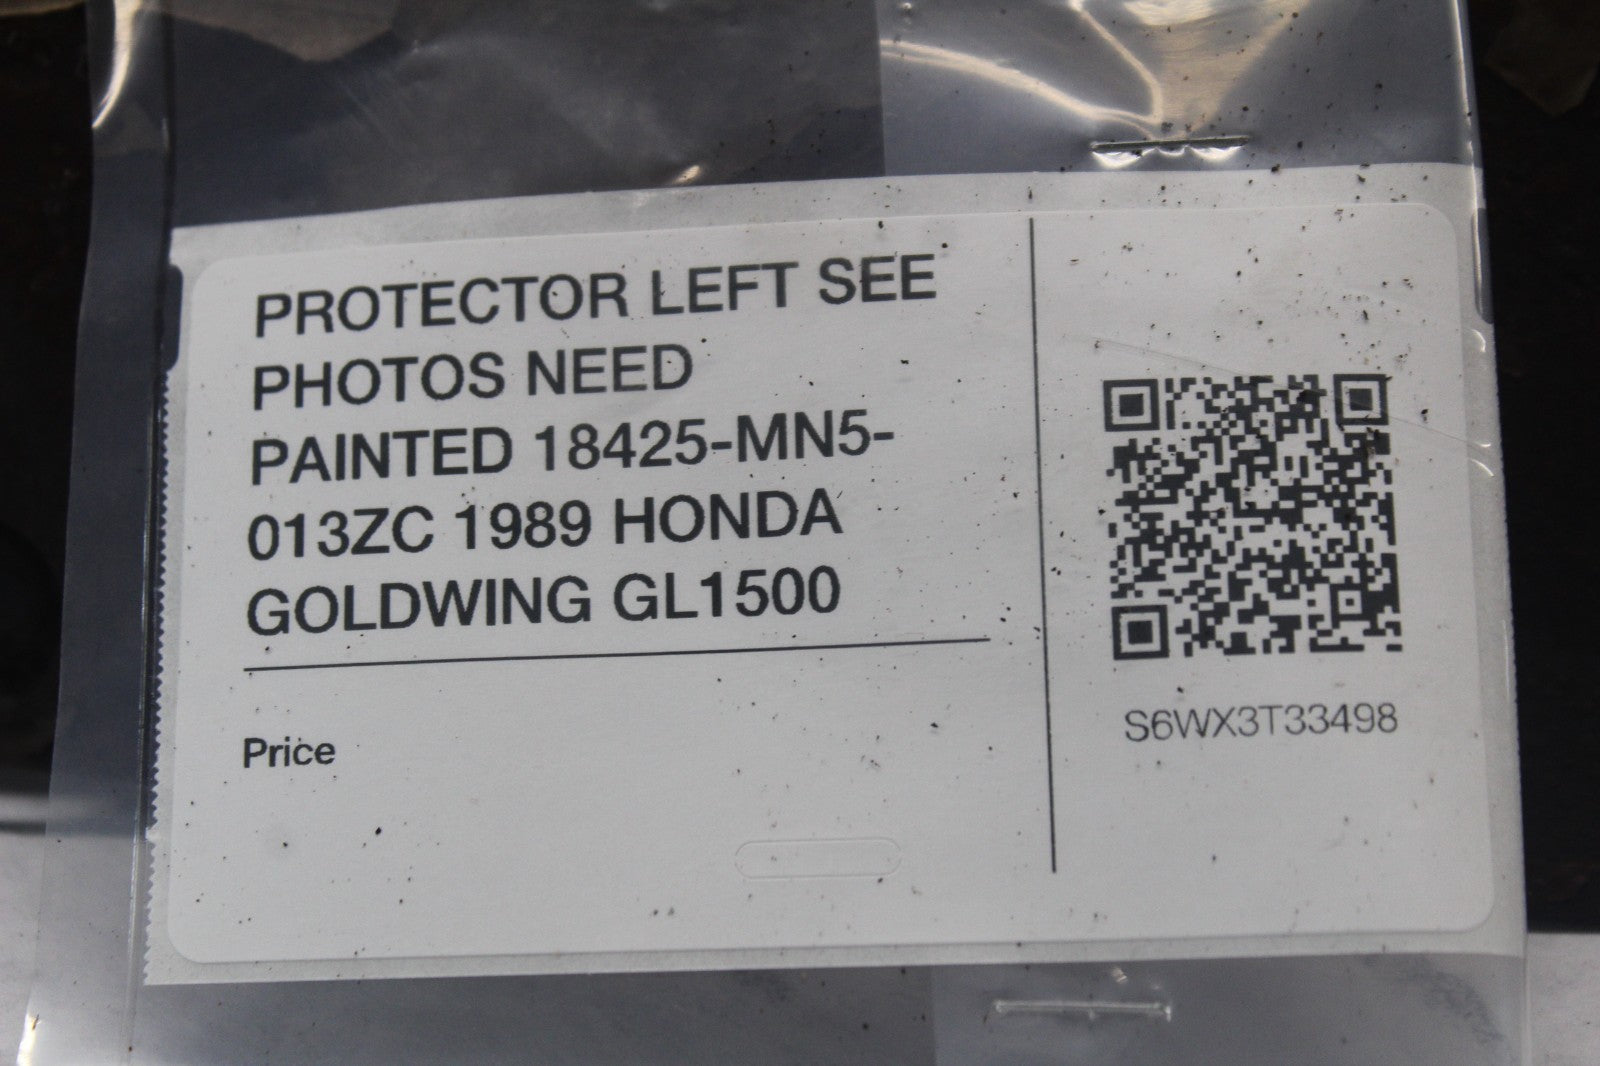 PROTECTOR LEFT SEE
PHOTOS NEED
PAINTED 18425-MN5-
013ZC 1989 HONDA
GOLDWING GL1500
Price
S6WX3T33498